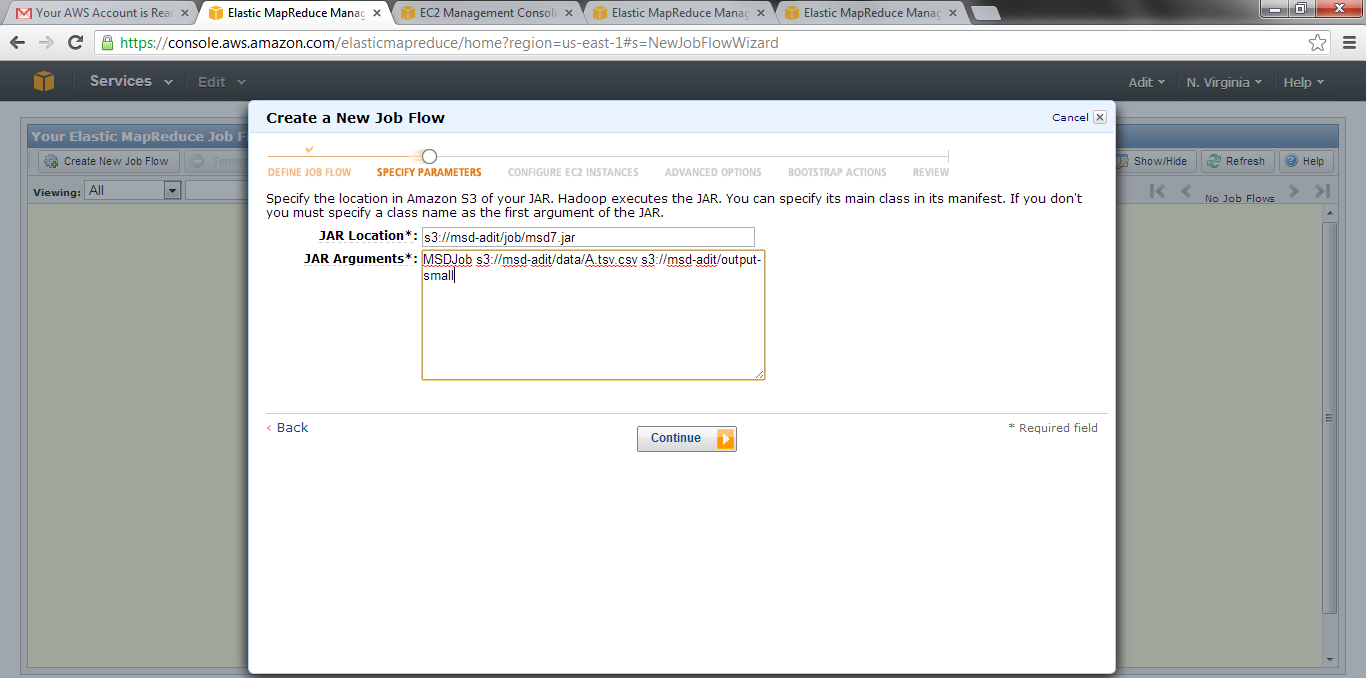 Your AWS Account is Rea
Elastic MapReduce Manag
EC2 Management Console
Elastic MapReduce Manag
Elastic MapReduce Manag
https://console.aws.amazon.com/elasticmapreduce/home?region=us-east-1#s=NewJobFlowWizard
Services Edit Adit N. Virginia Help
Your Elastic MapReduce Job F
Create New Job Flow Termin Show/Hide Refresh Help
Viewing: All No Job Flows
Create a New Job Flow Cancel
DEFINE JOB FLOW SPECIFY PARAMETERS CONFIGURE EC2 INSTANCES ADVANCED OPTIONS BOOTSTRAP ACTIONS REVIEW
Specify the location in Amazon S3 of your JAR. Hadoop executes the JAR. You can specify its main class in its manifest. If you don't
you must specify a class name as the first argument of the JAR.
JAR Location*: s3://msd-adit/job/msd7.jar
JAR Arguments*: MSDJob s3://msd-adit/data/A.tsv.csv s3://msd-adit/output-
small
< Back Continue * Required field